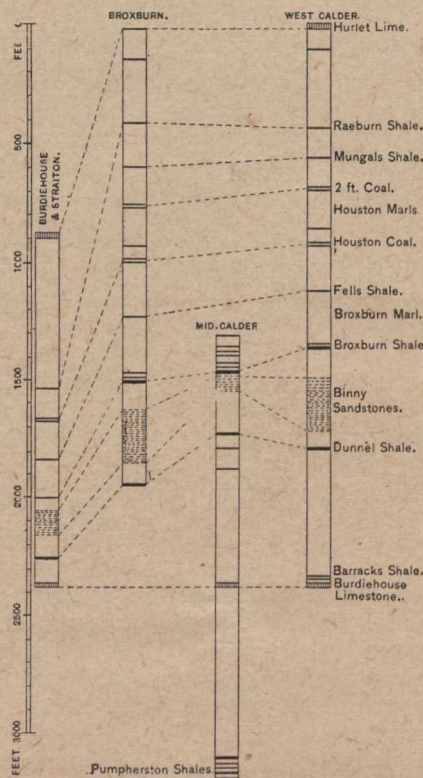 BROXBURN.
WEST CALDER.
0
FEET
500
1000
1500
2000
2500
3000
FEET
BURDIEHOUSE
& STRAITON.
MID. CALDER
Hurlet Lime.
Raeburn Shale.
Mungals Shale.
2 ft. Coal.
Houston Marls
Houston Coal.
Fells Shale.
Broxburn Marl.
Broxburn Shale
Binny
Sandstones.
Dunnel Shale.
Barracks Shale.
Burdiehouse
Limestone..
Pumpherston Shales.